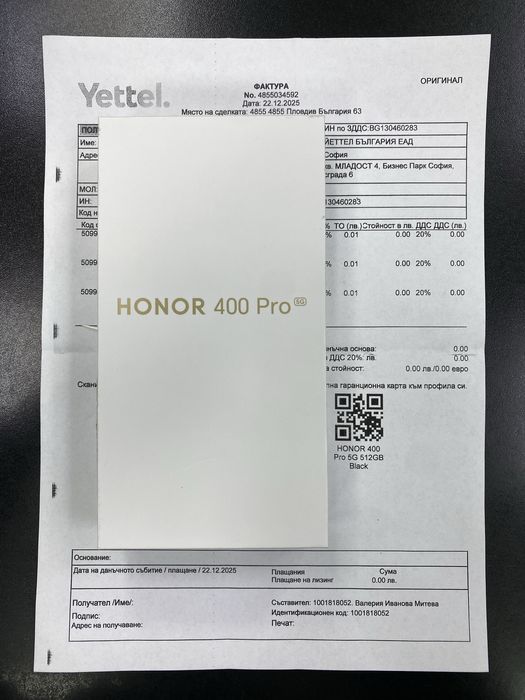 Yettel.
ФАКТУРА
ОРИГИНАЛ
No. 4855034592
Дата: 22.12.2025
Място на сделката: 4855 4855 Пловдив България 63
ПОЛ
ИН по ЗДДС:BG130460283
Име:
ЙЕТТЕЛ БЪЛГАРИЯ ЕАД
Адрес
София
кв. МЛАДОСТ 4, Бизнес Парк София,
сграда 6
МОЛ:
ИН:
130460283
Код н
Код с
% ТО (лв.) Стойност в лв. ДДС ДДС (лв.)
5099
% 0.01 0.00 20% 0.00
5099
% 0.01 0.00 20% 0.00
5099
% 0.01 0.00 20% 0.00
HONOR 400 Pro 5G
нъчна основа: 0.00
ДДС 20%: лв. 0.00
а стойност: 0.00 лв./0.00 евро
Скани
лна гаранционна карта към профила си.
HONOR 400
Pro 5G 512GB
Black
Основание:
Дата на данъчното събитие / плащане / 22.12.2025
Плащания Сума
Плащане на лизинг 0.00 лв.
Получател /Име/:
Съставител: 1001818052. Валерия Иванова Митева
Подпис:
Идентификационен код: 1001818052
Адрес на получаване:
Печат: